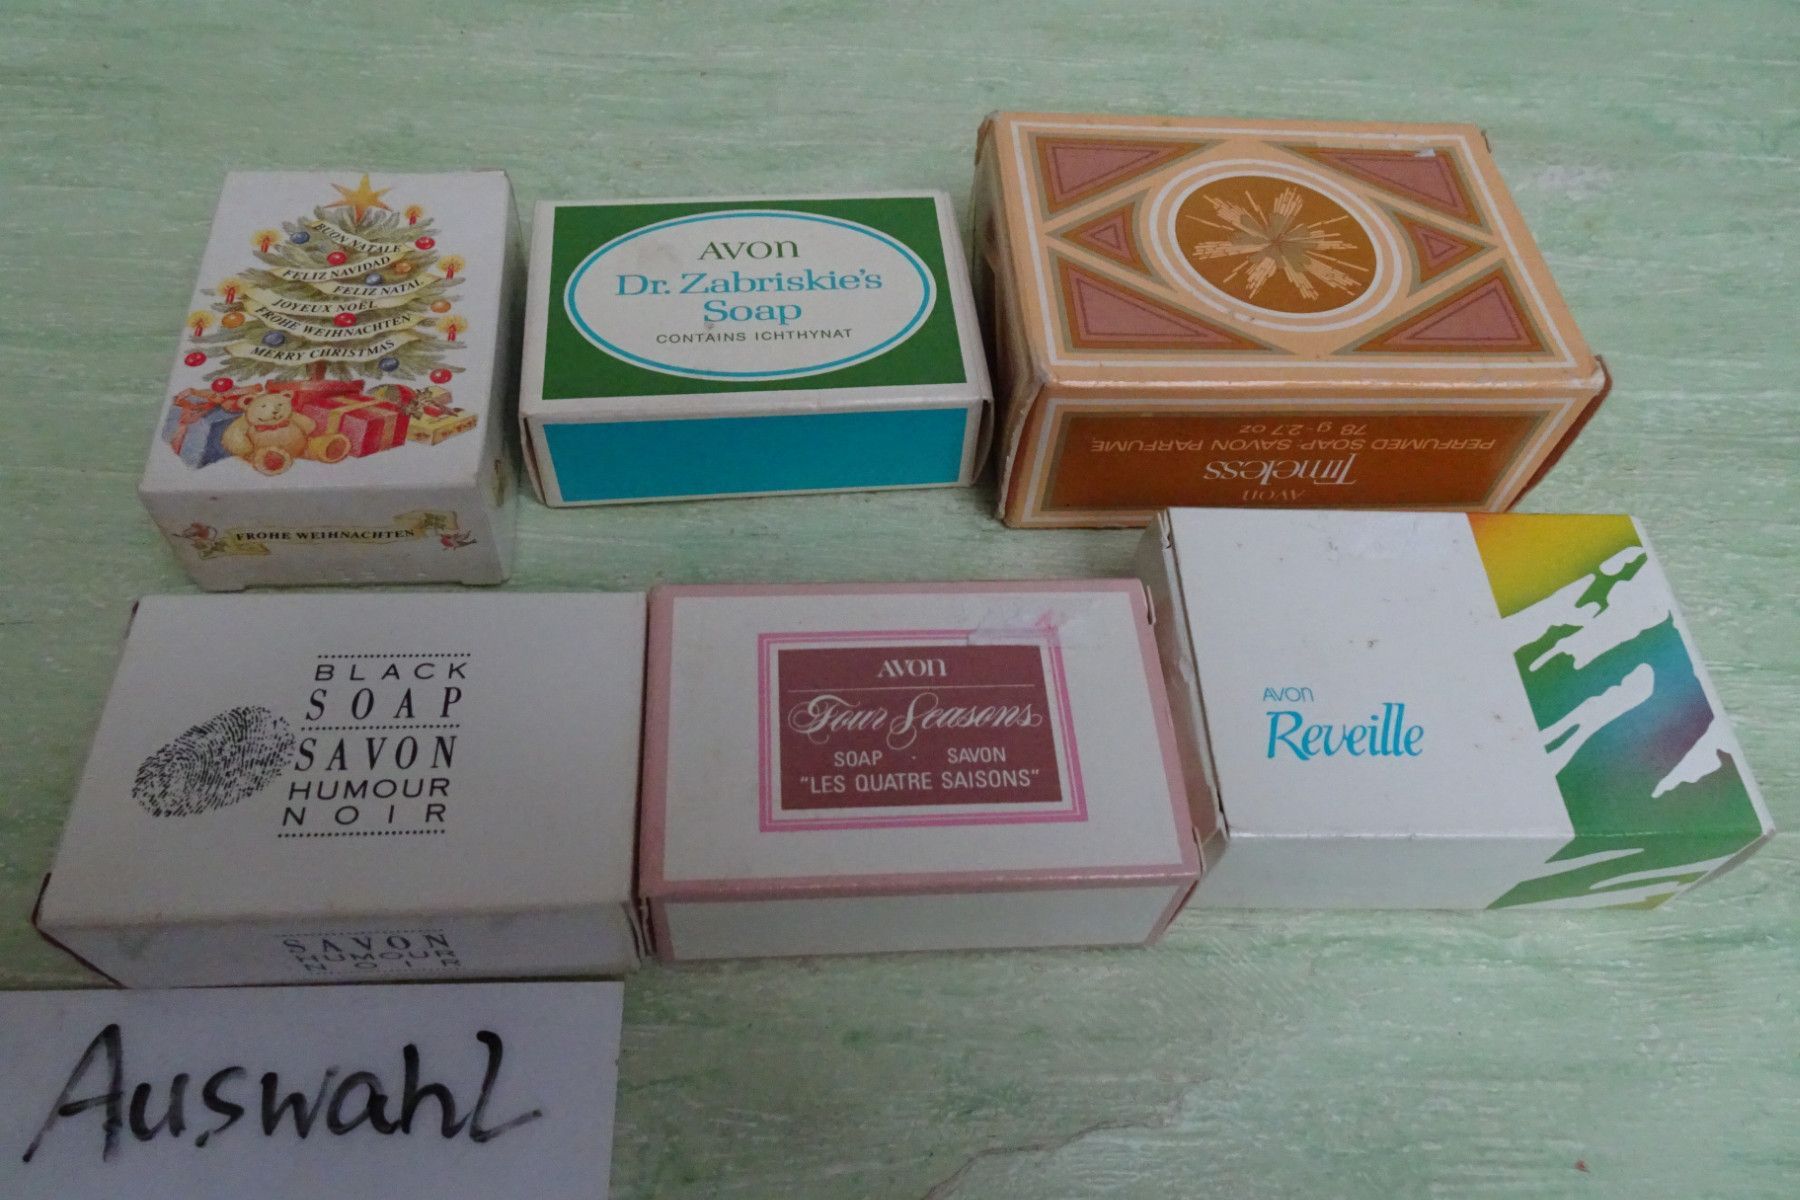 BUON NATALE
FELIZ NAVIDAD
FELIZ NATAL
JOYEUX NOËL
FROHE WEIHNACHTEN
MERRY CHRISTMAS
FROHE WEIHNACHTEN
AVON
Dr. Zabriskie's
Soap
CONTAINS ICHTHYNAT
AVON
Timeless
PERFUMED SOAP·SAVON PARFUMÉ
78 g - 2.7 OZ
BLACK
SOAP
SAVON
HUMOUR
NOIR
SAVON
HUMOUR
NOIR
AVON
Four Seasons
SOAP · SAVON
"LES QUATRE SAISONS"
AVON
Reveille
Auswahl